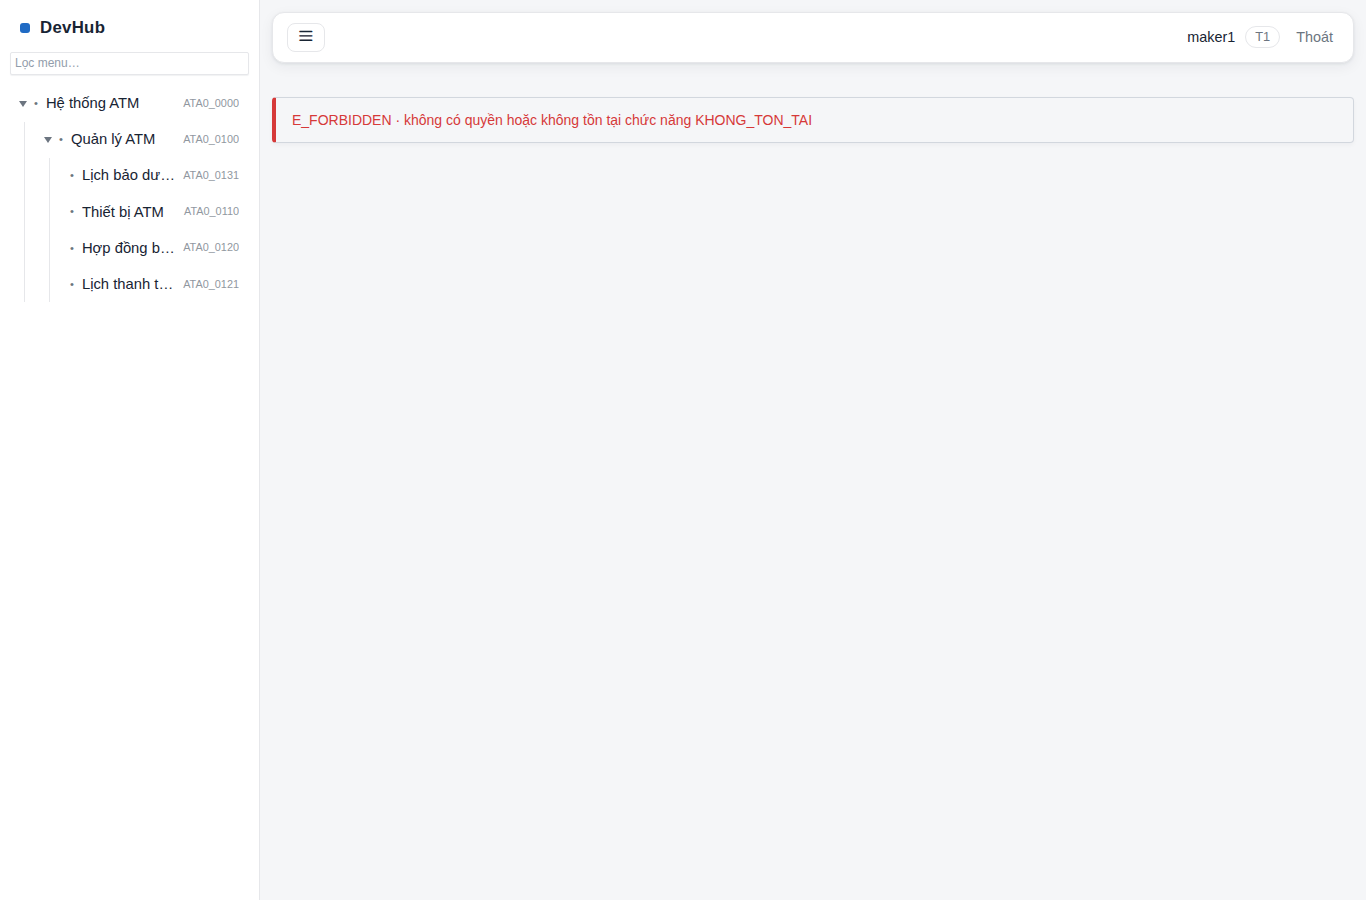 DevHub
Lọc menu…
Hệ thống ATM ATA0_0000
Quản lý ATM ATA0_0100
Lịch bảo dư… ATA0_0131
Thiết bị ATM ATA0_0110
Hợp đồng b… ATA0_0120
Lịch thanh t… ATA0_0121
maker1 T1 Thoát
E_FORBIDDEN · không có quyền hoặc không tồn tại chức năng KHONG_TON_TAI